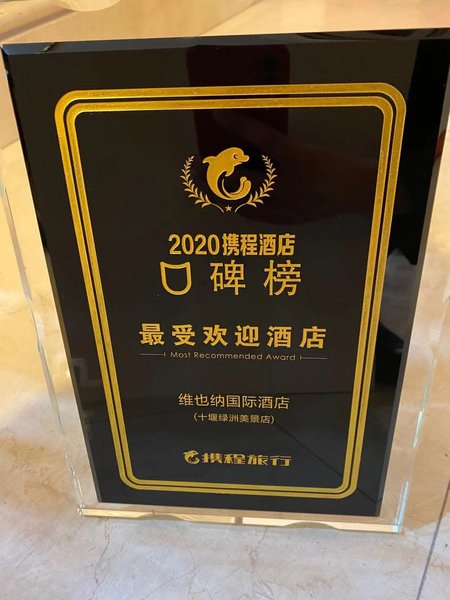 2020携程酒店
口碑榜
最受欢迎酒店
Most Recommended Award
维也纳国际酒店
(十堰绿洲美景店)
携程旅行